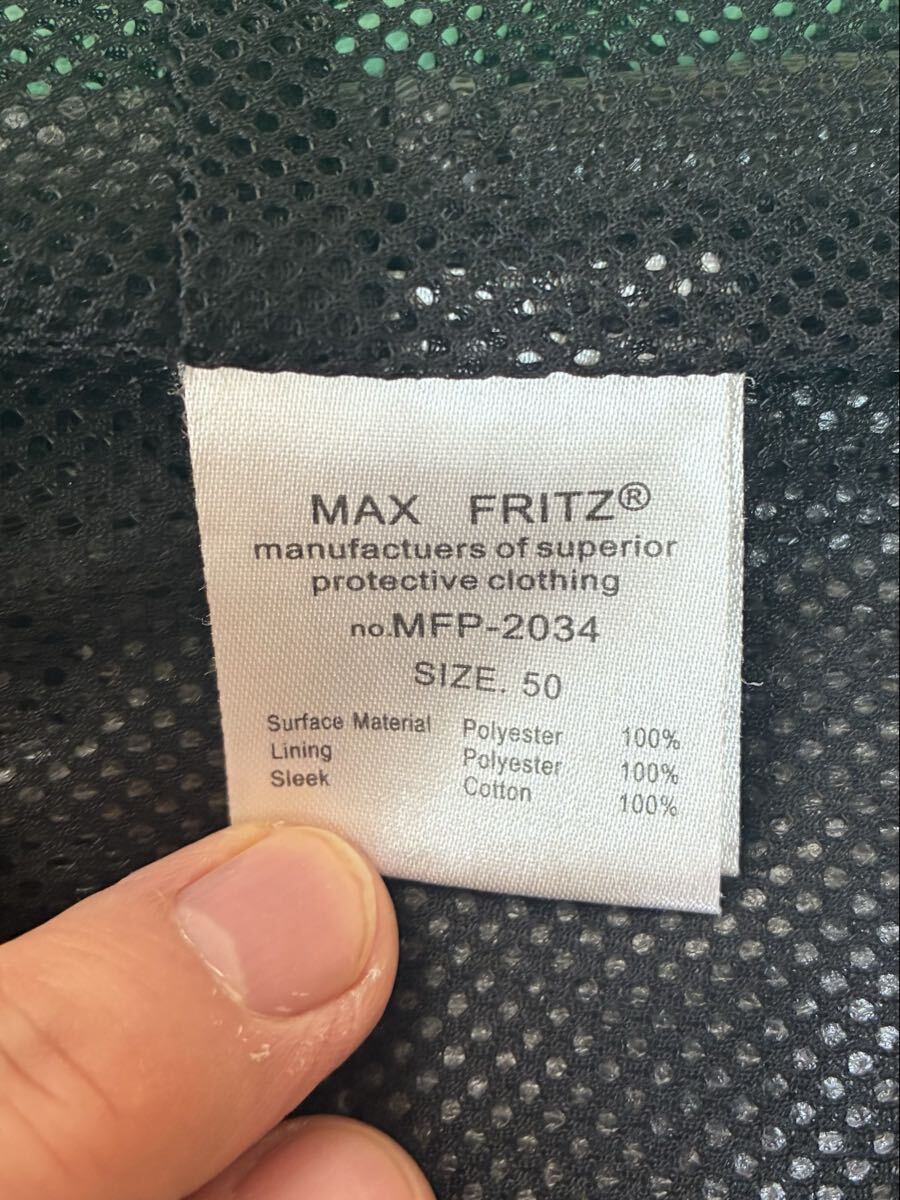 MAX FRITZ®
manufactuers of superior
protective clothing
no.MFP-2034
SIZE. 50
Surface Material Polyester 100%
Lining Polyester 100%
Sleek Cotton 100%